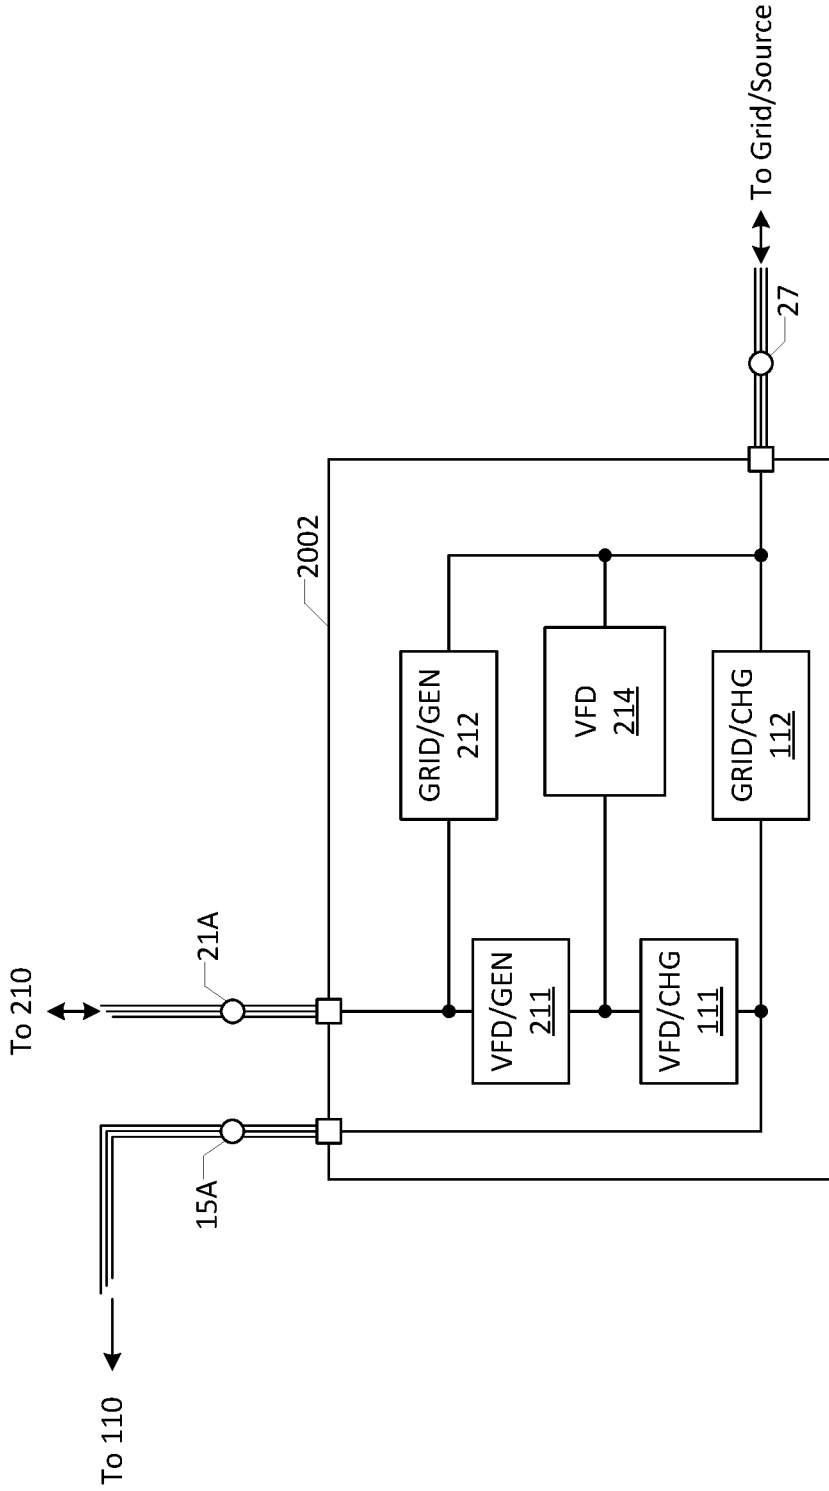 To 110
To 210
15A
21A
2002
VFD/GEN
211
GRID/GEN
212
VFD
214
VFD/CHG
111
GRID/CHG
112
27
To Grid/Source